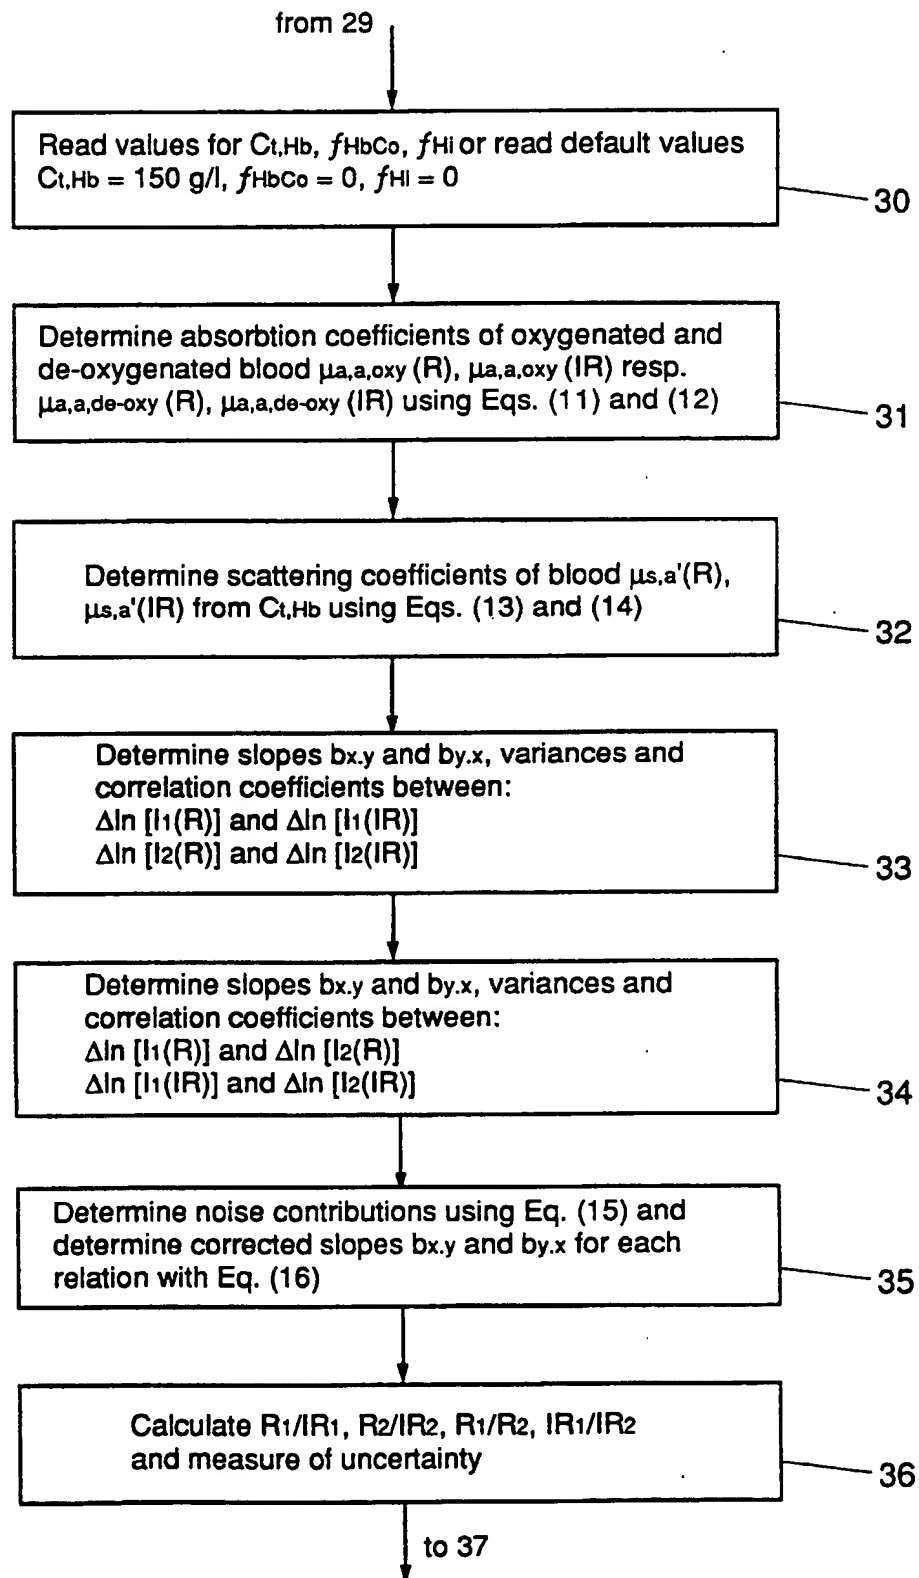 from 29
Read values for Ct,Hb, fHbCo, fHi or read default values
Ct,Hb = 150 g/l, fHbCo = 0, fHi = 0
30
Determine absorbtion coefficients of oxygenated and
de-oxygenated blood μa,a,oxy (R), μa,a,oxy (IR) resp.
μa,a,de-oxy (R), μa,a,de-oxy (IR) using Eqs. (11) and (12)
31
Determine scattering coefficients of blood μs,a'(R),
μs,a'(IR) from Ct,Hb using Eqs. (13) and (14)
32
Determine slopes bx.y and by.x, variances and
correlation coefficients between:
Δln [I1(R)] and Δln [I1(IR)]
Δln [I2(R)] and Δln [I2(IR)]
33
Determine slopes bx.y and by.x, variances and
correlation coefficients between:
Δln [I1(R)] and Δln [I2(R)]
Δln [I1(IR)] and Δln [I2(IR)]
34
Determine noise contributions using Eq. (15) and
determine corrected slopes bx.y and by.x for each
relation with Eq. (16)
35
Calculate R1/IR1, R2/IR2, R1/R2, IR1/IR2
and measure of uncertainty
36
to 37